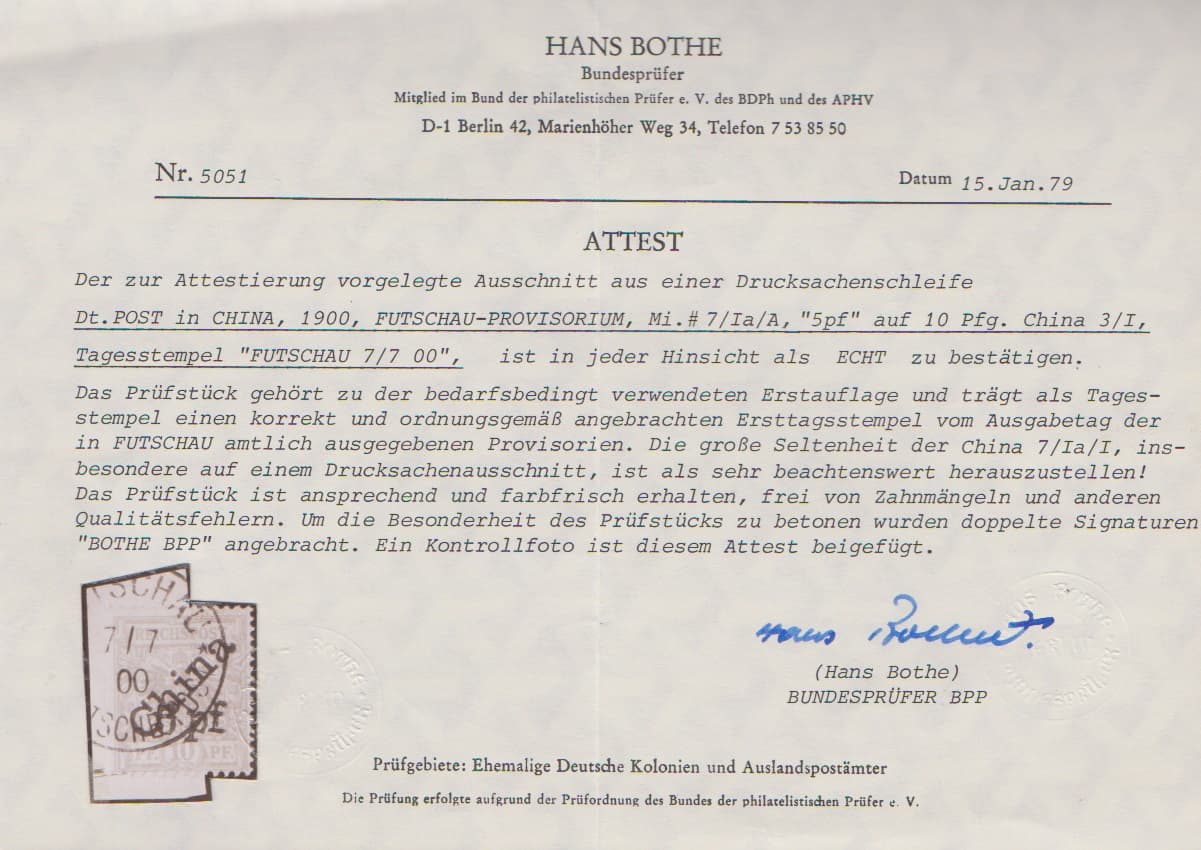 HANS BOTHE
Bundesprüfer
Mitglied im Bund der philatelistischen Prüfer e. V. des BDPh und des APHV
D-1 Berlin 42, Marienhöher Weg 34, Telefon 7 53 85 50
Nr. 5051 Datum 15.Jan.79
ATTEST
Der zur Attestierung vorgelegte Ausschnitt aus einer Drucksachenschleife
Dt.POST in CHINA, 1900, FUTSCHAU-PROVISORIUM, Mi.# 7/Ia/A, "5pf" auf 10 Pfg. China 3/I,
Tagesstempel "FUTSCHAU 7/7 00", ist in jeder Hinsicht als ECHT zu bestätigen.
Das Prüfstück gehört zu der bedarfsbedingt verwendeten Erstauflage und trägt als Tages-
stempel einen korrekt und ordnungsgemäß angebrachten Ersttagsstempel vom Ausgabetag der
in FUTSCHAU amtlich ausgegebenen Provisorien. Die große Seltenheit der China 7/Ia/I, ins-
besondere auf einem Drucksachenausschnitt, ist als sehr beachtenswert herauszustellen!
Das Prüfstück ist ansprechend und farbfrisch erhalten, frei von Zahnmängeln und anderen
Qualitätsfehlern. Um die Besonderheit des Prüfstücks zu betonen wurden doppelte Signaturen
"BOTHE BPP" angebracht. Ein Kontrollfoto ist diesem Attest beigefügt.
TSCHAU
REICHSPOST
7/7
00
China
pf
10 PF.
Hans Bothe
(Hans Bothe)
BUNDESPRÜFER BPP
Prüfgebiete: Ehemalige Deutsche Kolonien und Auslandspostämter
Die Prüfung erfolgte aufgrund der Prüfordnung des Bundes der philatelistischen Prüfer e. V.